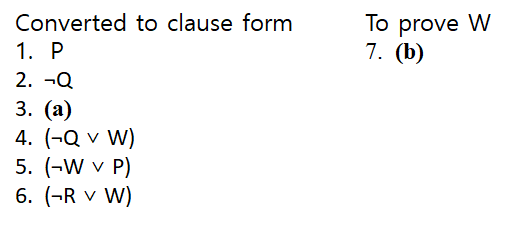 Converted to clause form
1. P
2. ¬Q
3. (a)
4. (¬Q ∨ W)
5. (¬W ∨ P)
6. (¬R ∨ W)
To prove W
7. (b)